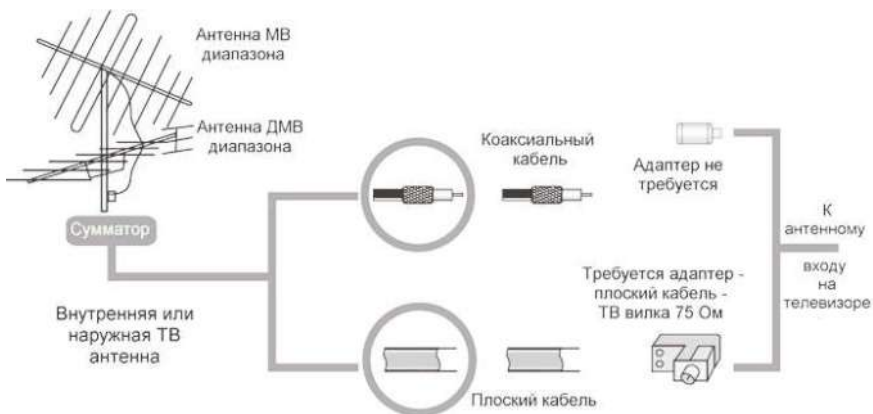 Антенна МВ
диапазона
Антенна ДМВ
диапазона
Сумматор
Внутренняя или
наружная ТВ
антенна
Коаксиальный
кабель
Адаптер не
требуется
Требуется адаптер -
плоский кабель -
ТВ вилка 75 Ом
Плоский кабель
К
антенному
входу
на
телевизоре